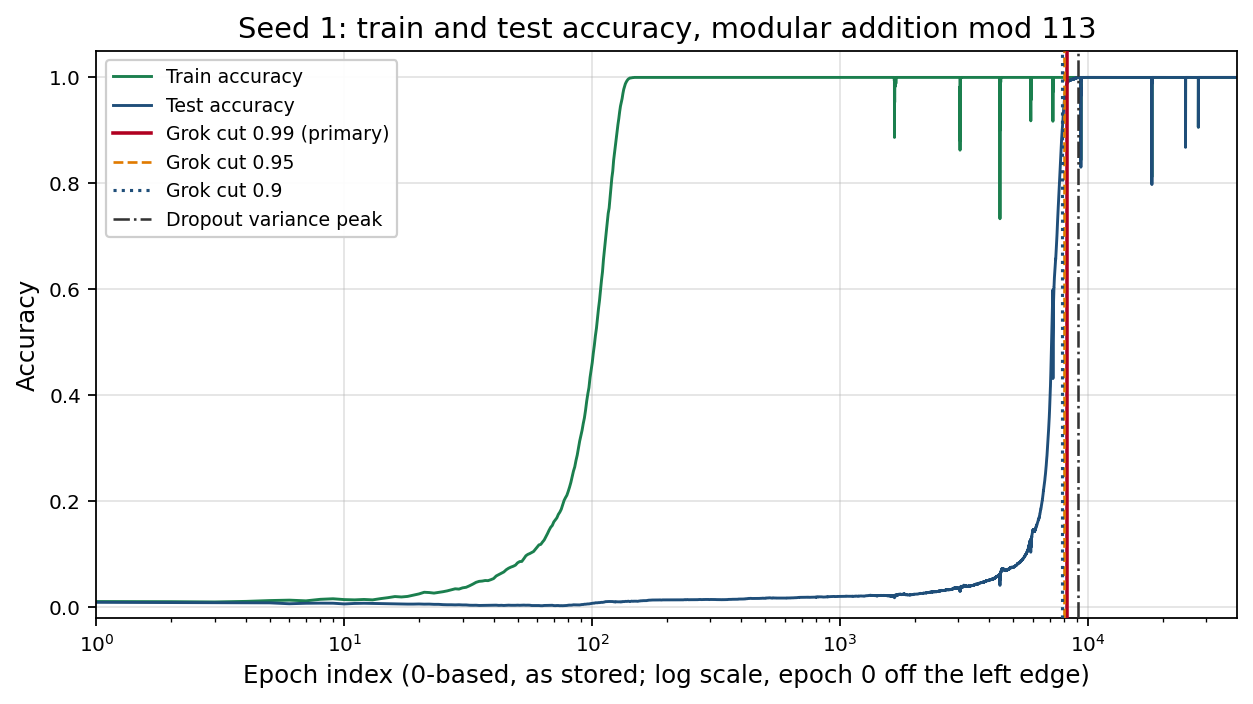 Seed 1: train and test accuracy, modular addition mod 113
Train accuracy
Test accuracy
Grok cut 0.99 (primary)
Grok cut 0.95
Grok cut 0.9
Dropout variance peak
Accuracy
1.0
0.8
0.6
0.4
0.2
0.0
10⁰ 10¹ 10² 10³ 10⁴
Epoch index (0-based, as stored; log scale, epoch 0 off the left edge)